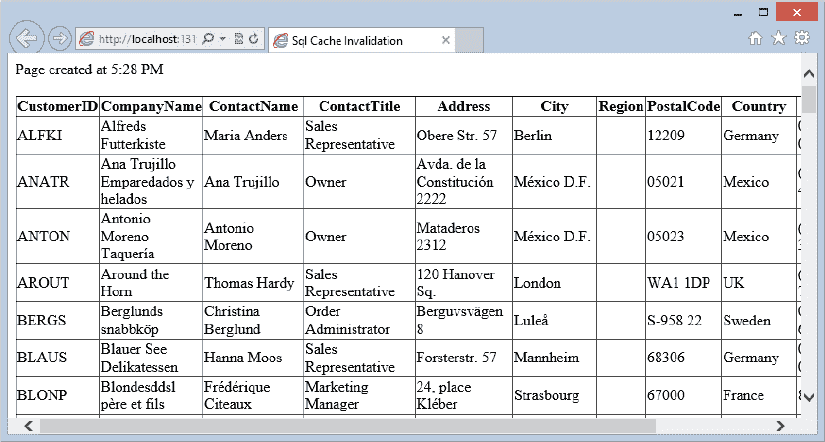 http://localhost:131
Sql Cache Invalidation
Page created at 5:28 PM
CustomerID CompanyName ContactName ContactTitle Address City Region PostalCode Country
ALFKI Alfreds Futterkiste Maria Anders Sales Representative Obere Str. 57 Berlin 12209 Germany
ANATR Ana Trujillo Emparedados y helados Ana Trujillo Owner Avda. de la Constitución 2222 México D.F. 05021 Mexico
ANTON Antonio Moreno Taquería Antonio Moreno Owner Mataderos 2312 México D.F. 05023 Mexico
AROUT Around the Horn Thomas Hardy Sales Representative 120 Hanover Sq. London WA1 1DP UK
BERGS Berglunds snabbköp Christina Berglund Order Administrator Berguvsvägen 8 Luleå S-958 22 Sweden
BLAUS Blauer See Delikatessen Hanna Moos Sales Representative Forsterstr. 57 Mannheim 68306 Germany
BLONP Blondesddsl père et fils Frédérique Citeaux Marketing Manager 24, place Kléber Strasbourg 67000 France